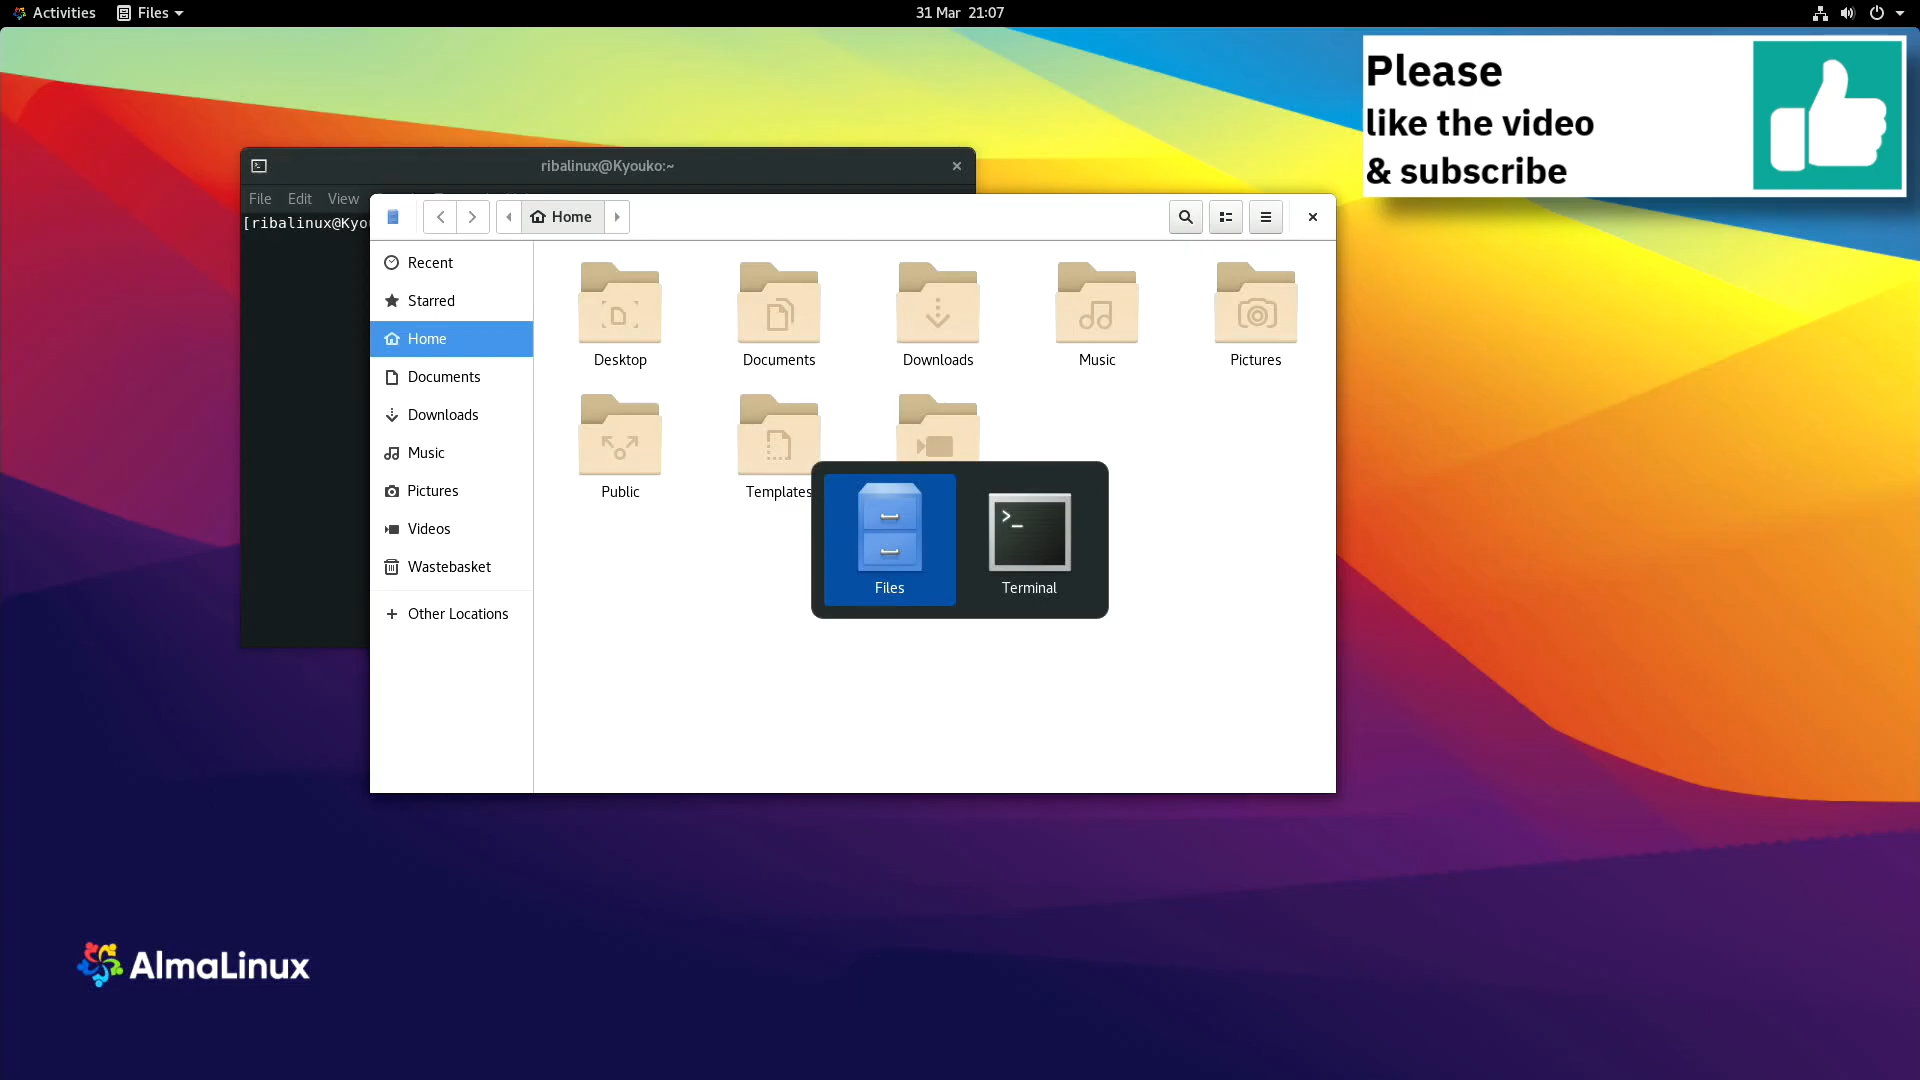 Activities
Files
31 Mar 21:07
Please
like the video
& subscribe
ribalinux@Kyouko:~
File Edit View
[ribalinux@Kyou
Home
Recent
Starred
Home
Documents
Downloads
Music
Pictures
Videos
Wastebasket
Other Locations
Desktop
Documents
Downloads
Music
Pictures
Public
Templates
Files
Terminal
AlmaLinux